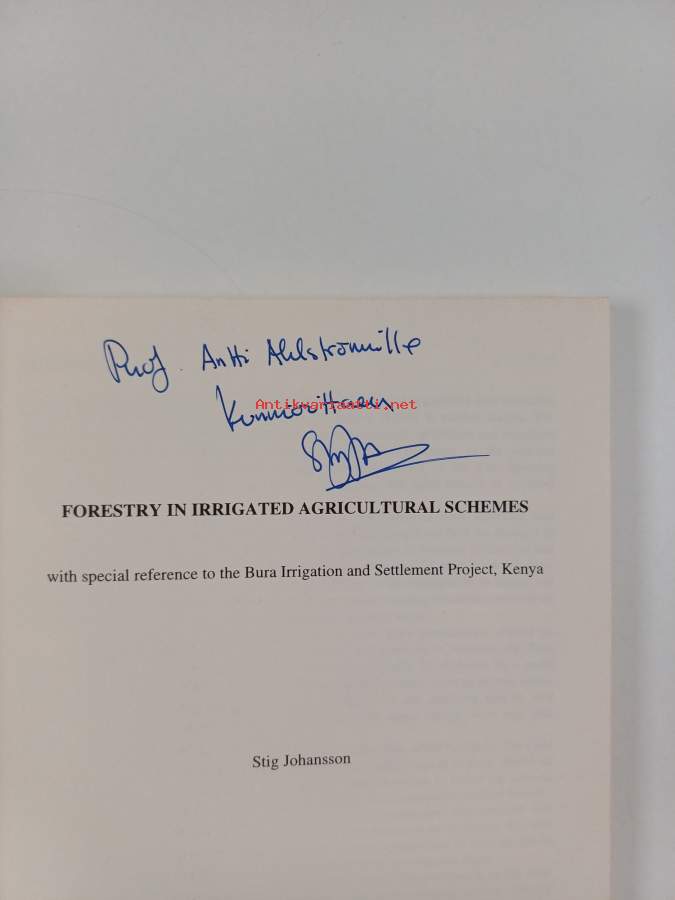 Prof. Antti Ahlströmille
Kunnioittaen
Antikvariaatti.net
FORESTRY IN IRRIGATED AGRICULTURAL SCHEMES
with special reference to the Bura Irrigation and Settlement Project, Kenya
Stig Johansson